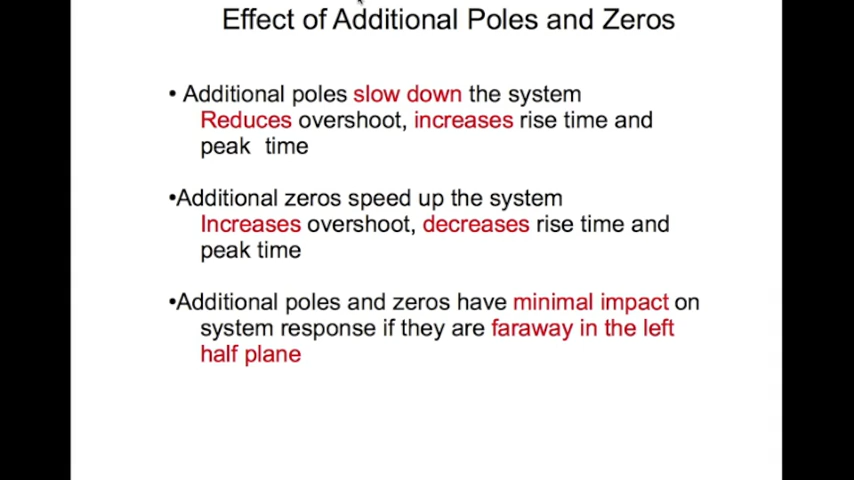 Effect of Additional Poles and Zeros
• Additional poles slow down the system
Reduces overshoot, increases rise time and
peak time
•Additional zeros speed up the system
Increases overshoot, decreases rise time and
peak time
•Additional poles and zeros have minimal impact on
system response if they are faraway in the left
half plane